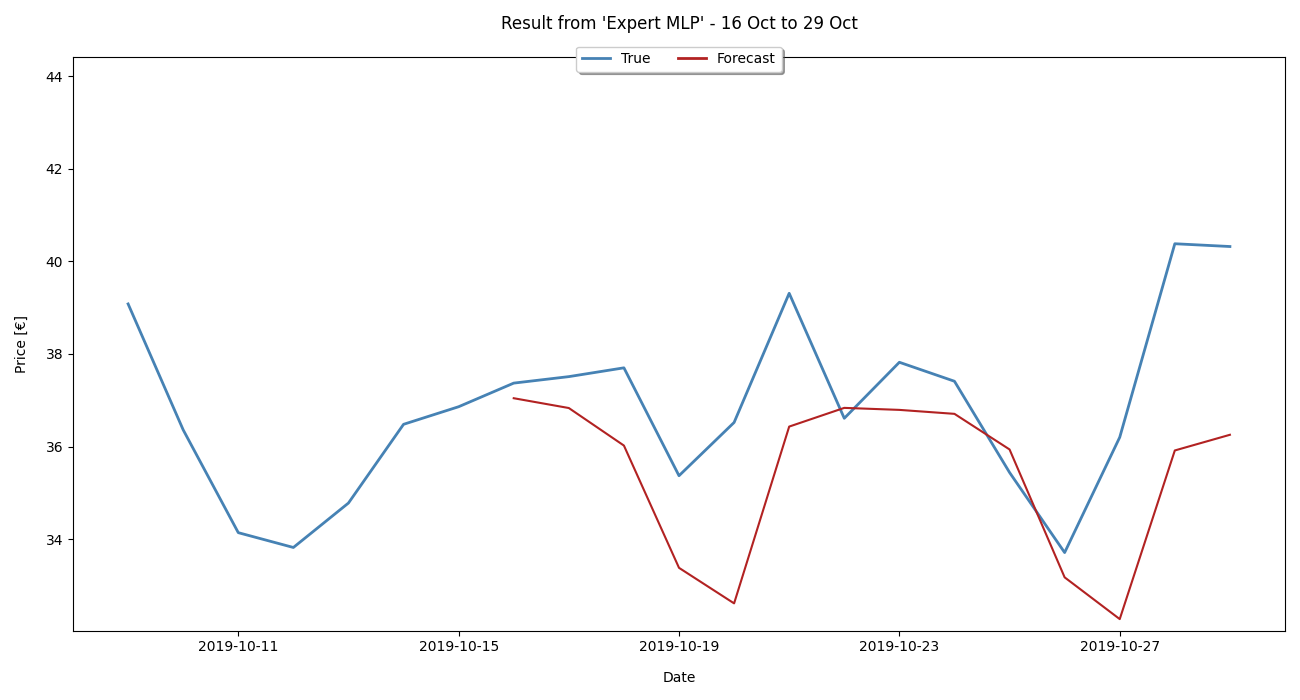 Result from 'Expert MLP' - 16 Oct to 29 Oct
True Forecast
44
42
40
38
36
34
Price [€]
2019-10-11 2019-10-15 2019-10-19 2019-10-23 2019-10-27
Date